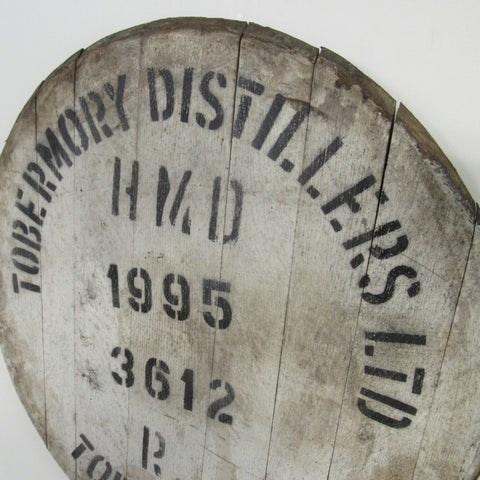 TOBERMORY DISTILLERS LTD
HMD
1995
3612
R